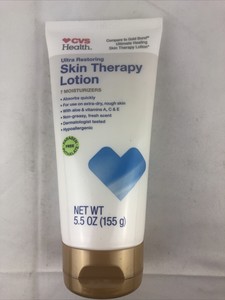 CVS
Health
Compare to Gold Bond®
Ultimate Healing
Skin Therapy Lotion*
Ultra Restoring
Skin Therapy
Lotion
7 MOISTURIZERS
• Absorbs quickly
• For use on extra dry, rough skin
• With aloe & vitamins A, C & E
• Non-greasy, fresh scent
• Dermatologist tested
• Hypoallergenic
FREE
NET WT
5.5 OZ (155 g)